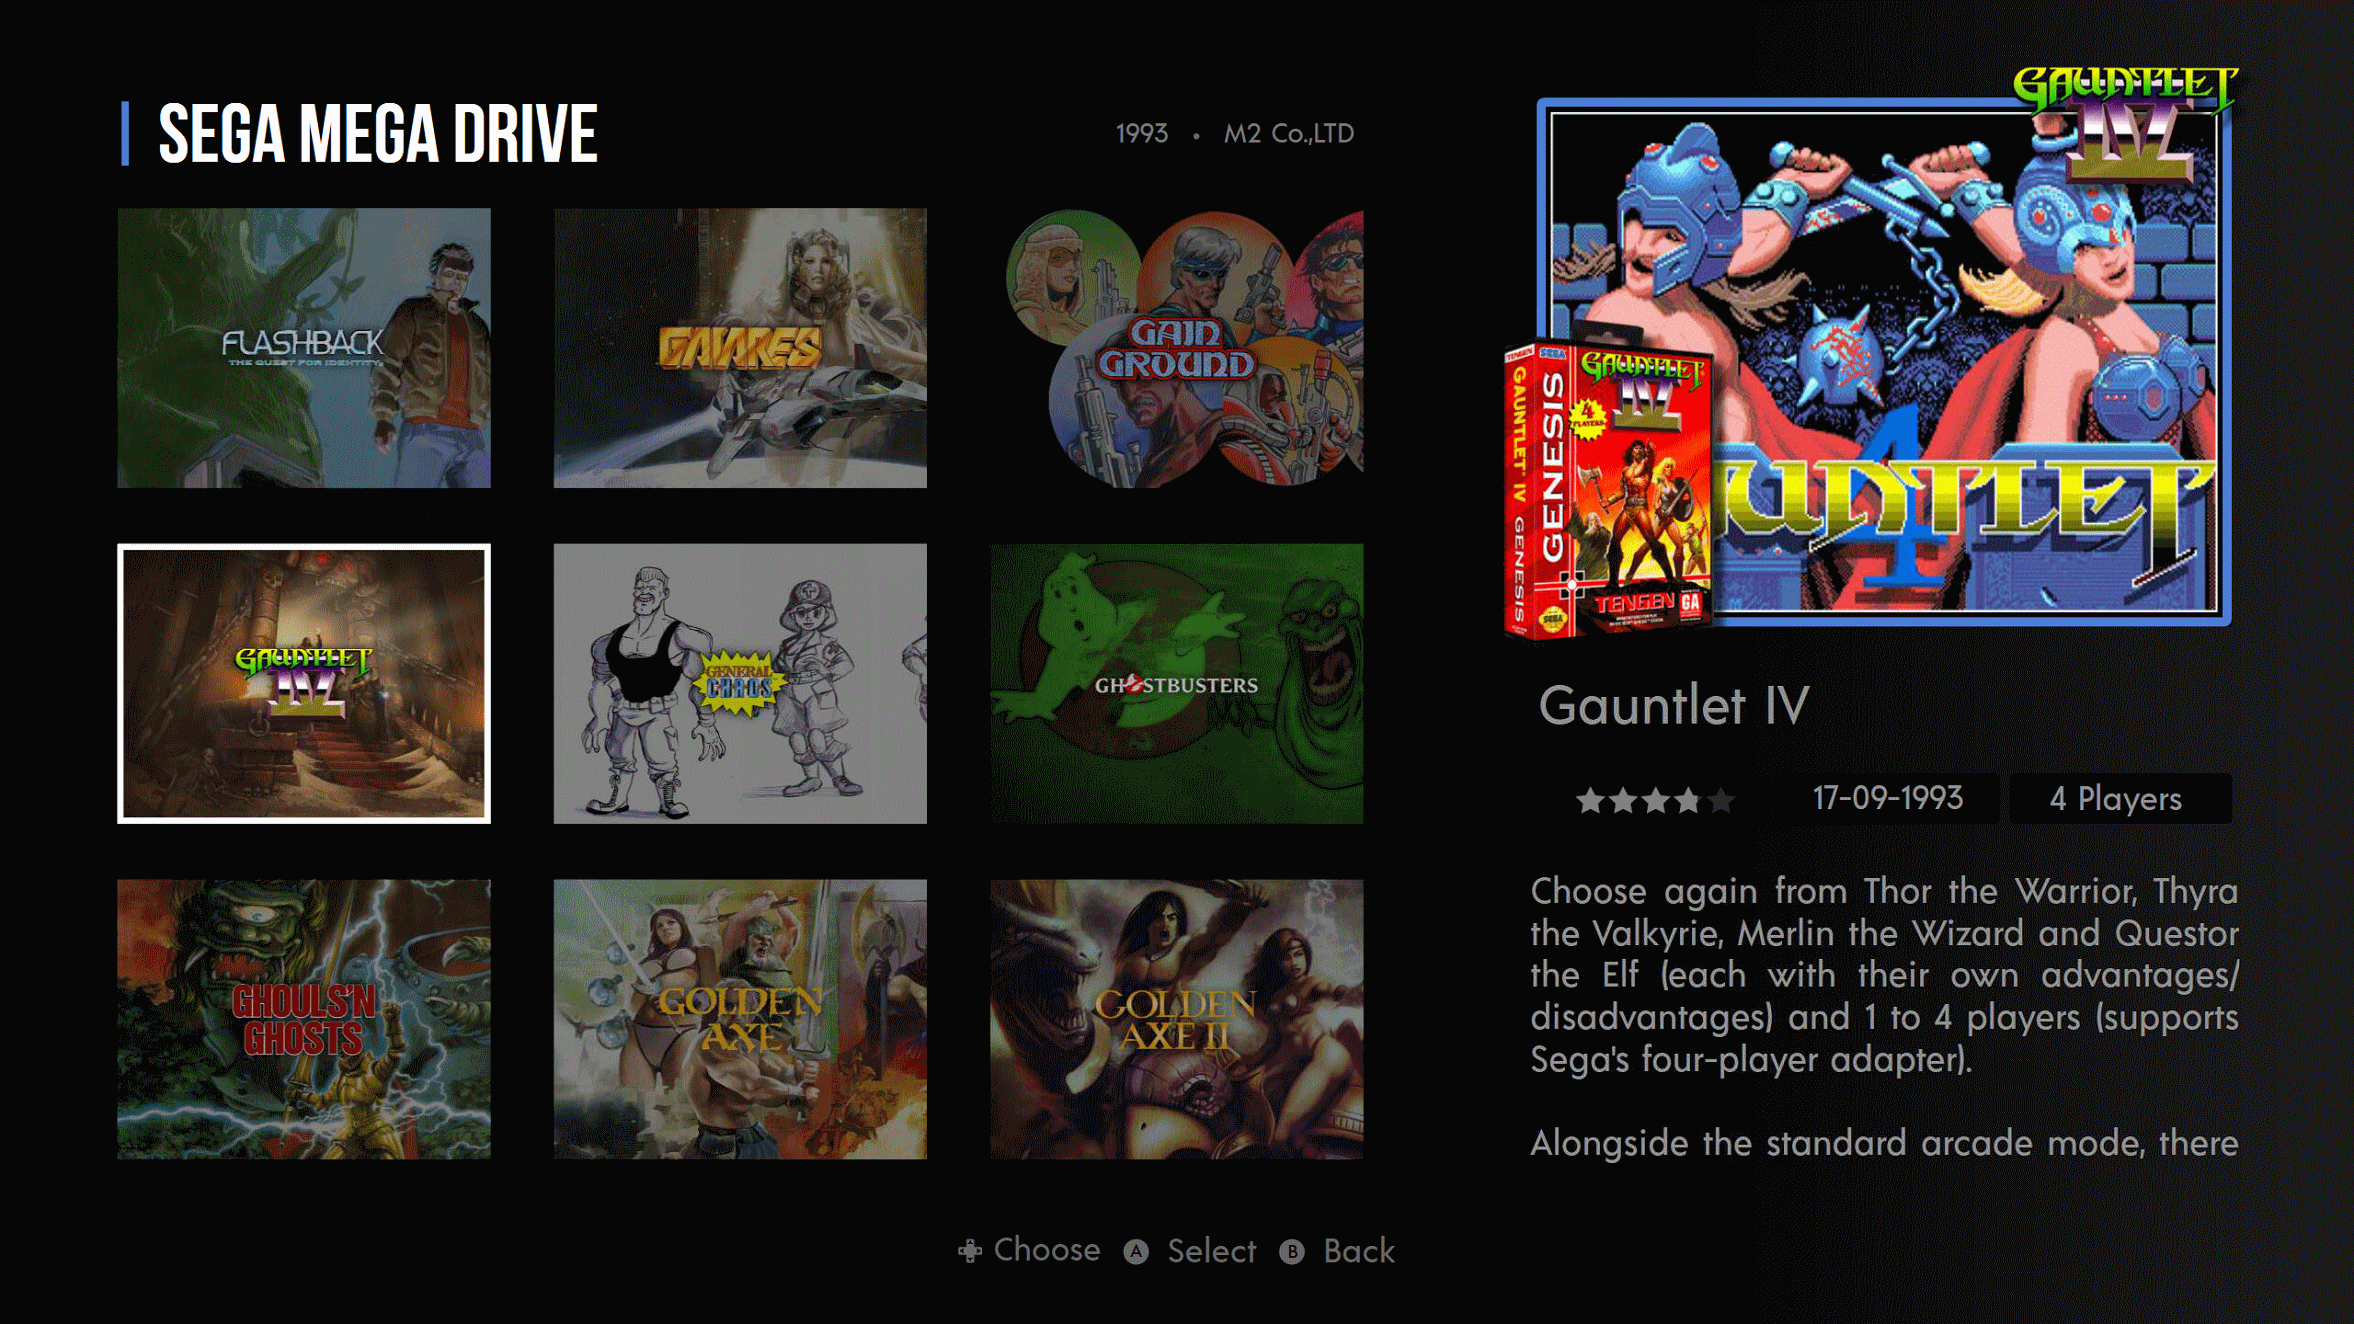 SEGA MEGA DRIVE
1993 • M2 Co.,LTD
FLASHBACK
THE QUEST FOR IDENTITY
GAIARES
GAIN
GROUND
GAUNTLET
IV
GENERAL
CHAOS
GHOSTBUSTERS
GHOULS'N
GHOSTS
GOLDEN
AXE
GOLDEN
AXE II
GAUNTLET
IV
GAUNTLET IV GENESIS
TENGEN
SEGA
GENESIS
GAUNTLET
IV
4
PLAYERS
TENGEN
GA
SEGA
AUNTLET
4
Gauntlet IV
17-09-1993
4 Players
Choose again from Thor the Warrior, Thyra
the Valkyrie, Merlin the Wizard and Questor
the Elf (each with their own advantages/
disadvantages) and 1 to 4 players (supports
Sega's four-player adapter).
Alongside the standard arcade mode, there
Choose A Select B Back